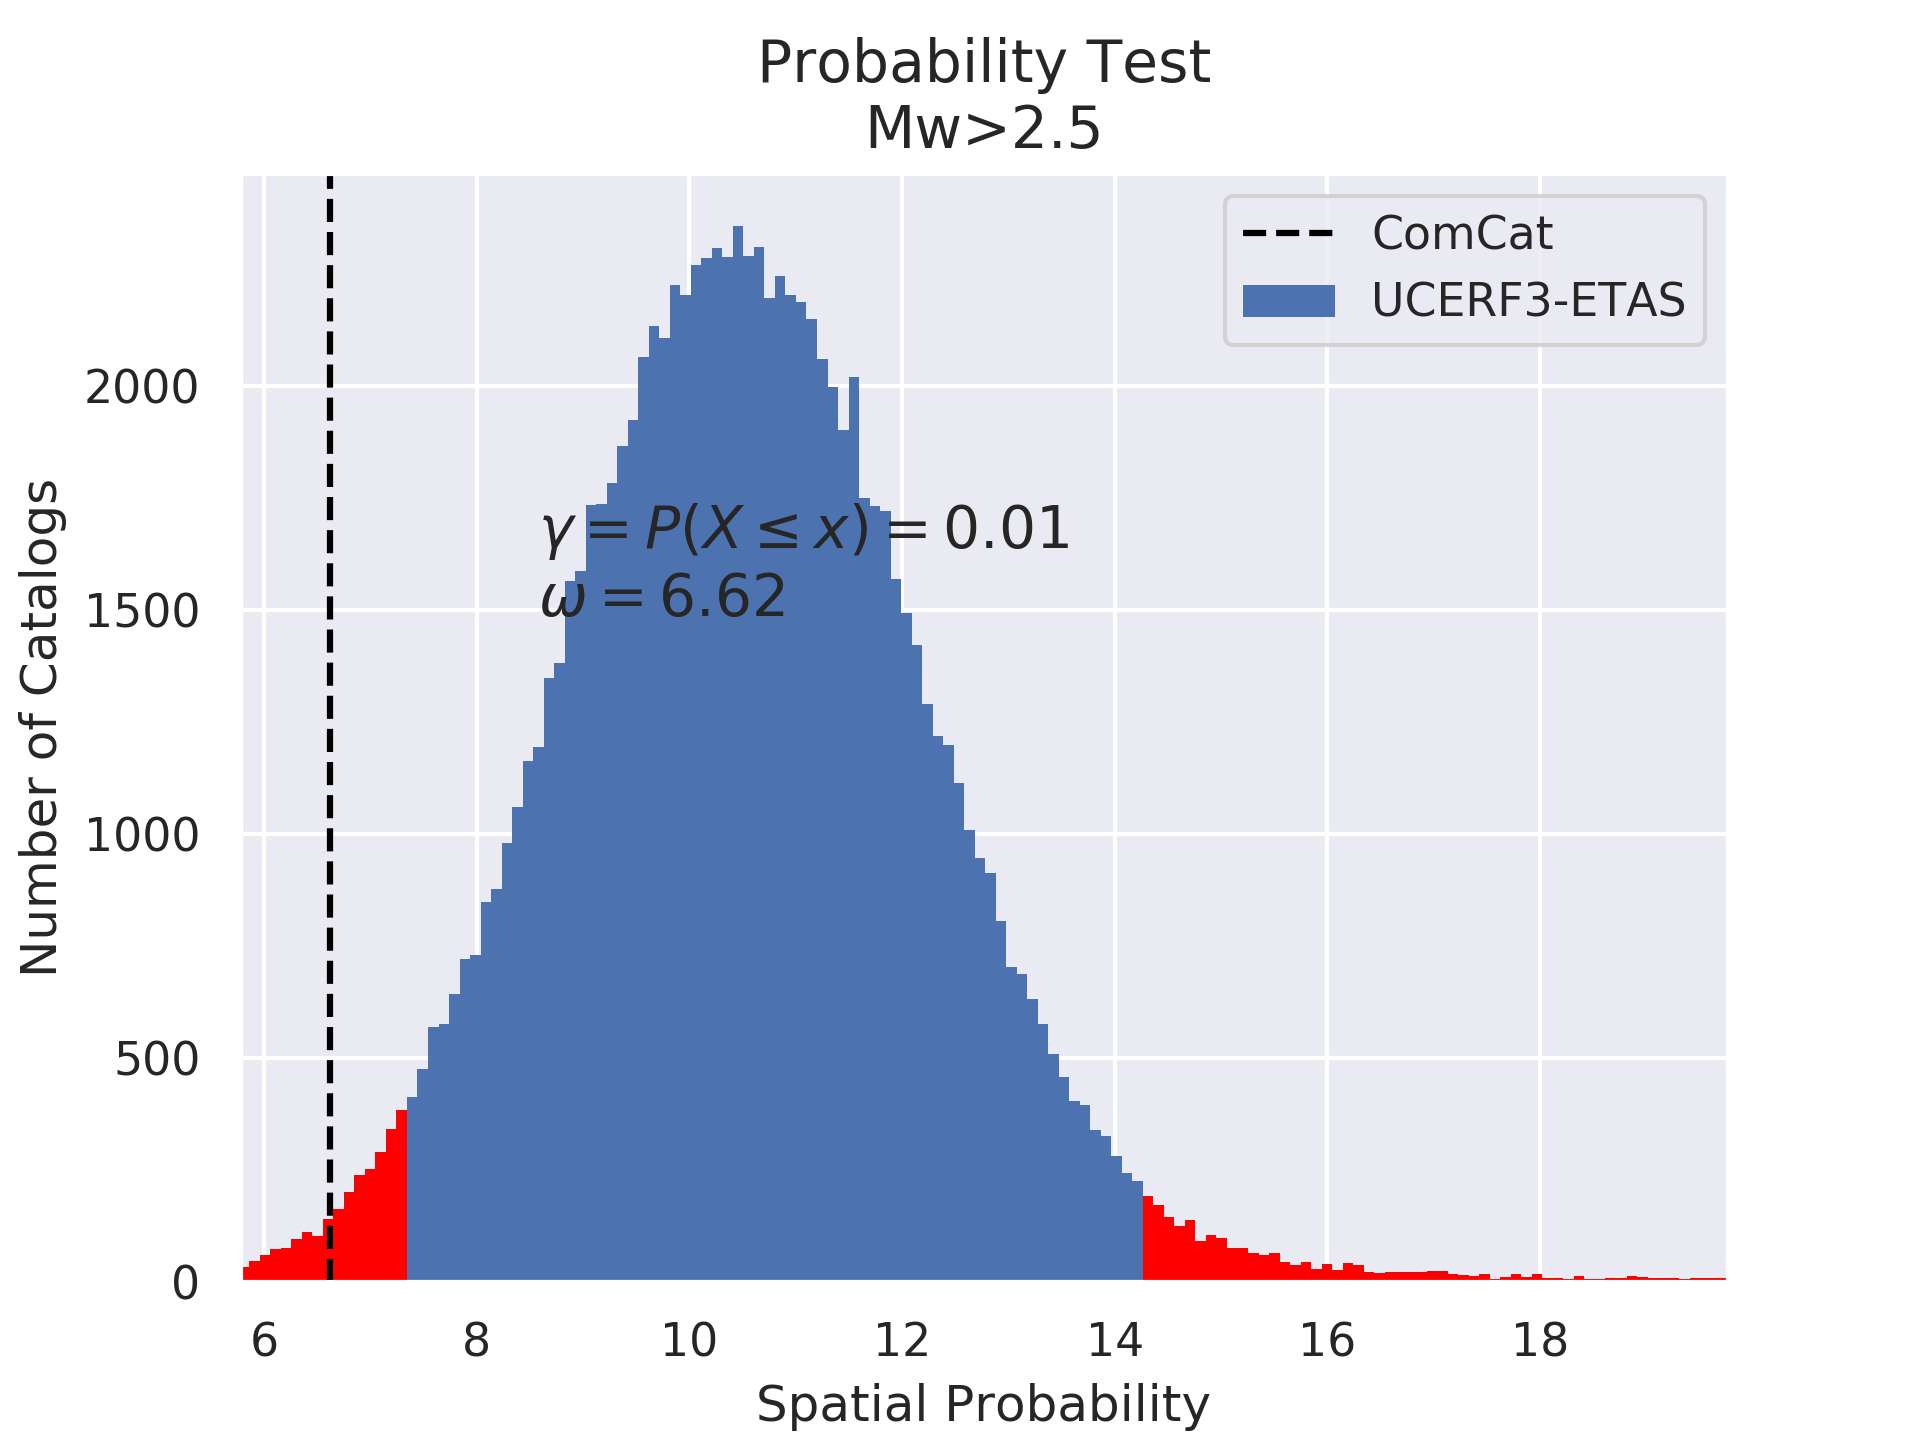 Probability Test
Mw>2.5
ComCat
UCERF3-ETAS
2000
1500
1000
500
0
Number of Catalogs
γ = P(X ≤ x) = 0.01
ω = 6.62
6 8 10 12 14 16 18
Spatial Probability